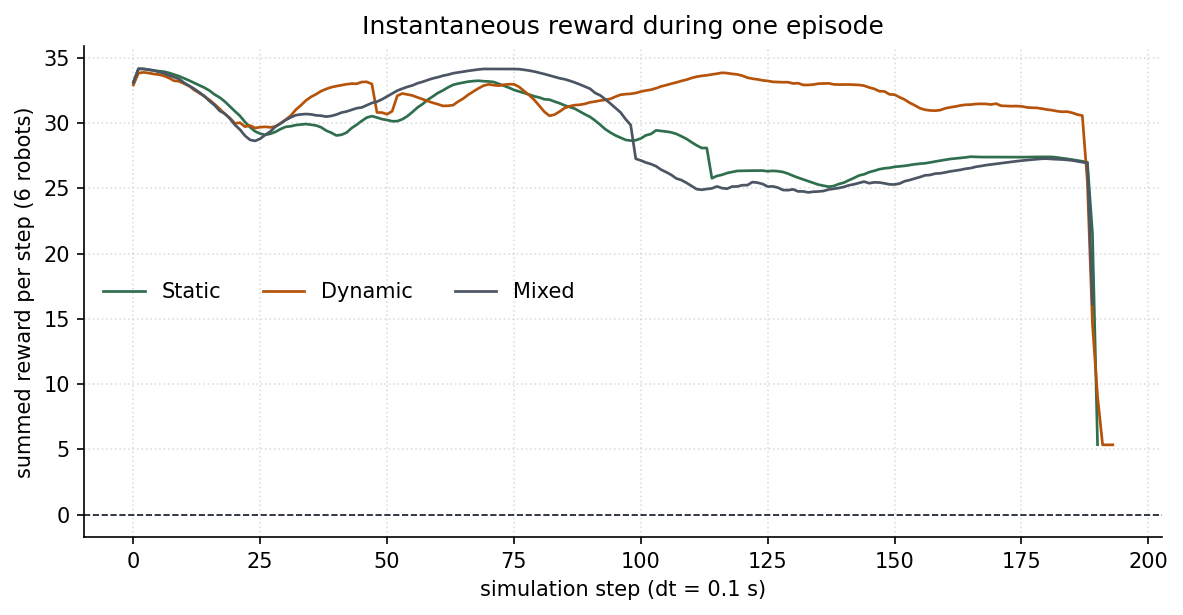 Instantaneous reward during one episode
summed reward per step (6 robots)
35
30
25
20
15
10
5
0
Static Dynamic Mixed
0 25 50 75 100 125 150 175 200
simulation step (dt = 0.1 s)